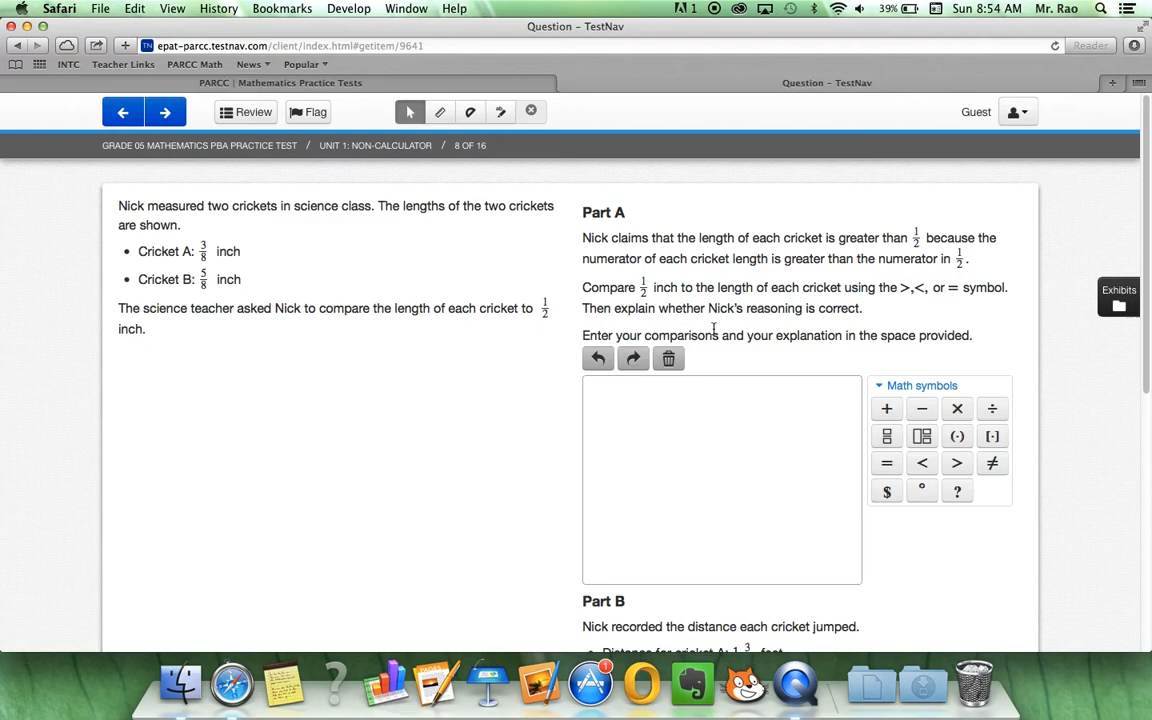 Safari File Edit View History Bookmarks Develop Window Help 1 39% Sun 8:54 AM Mr. Rao
Question – TestNav
epat-parcc.testnav.com/client/index.html#getitem/9641 Reader
INTC Teacher Links PARCC Math News Popular
PARCC | Mathematics Practice Tests Question – TestNav
Review Flag Guest
GRADE 05 MATHEMATICS PBA PRACTICE TEST / UNIT 1: NON-CALCULATOR / 8 OF 16
Nick measured two crickets in science class. The lengths of the two crickets
are shown.
• Cricket A: 3/8 inch
• Cricket B: 5/8 inch
The science teacher asked Nick to compare the length of each cricket to 1/2
inch.
Part A
Nick claims that the length of each cricket is greater than 1/2 because the
numerator of each cricket length is greater than the numerator in 1/2.
Compare 1/2 inch to the length of each cricket using the >,<, or = symbol.
Then explain whether Nick's reasoning is correct.
Enter your comparisons and your explanation in the space provided.
Math symbols
+ − × ÷
(·) [·]
= < > ≠
$ ° ?
Part B
Nick recorded the distance each cricket jumped.
Exhibits
1